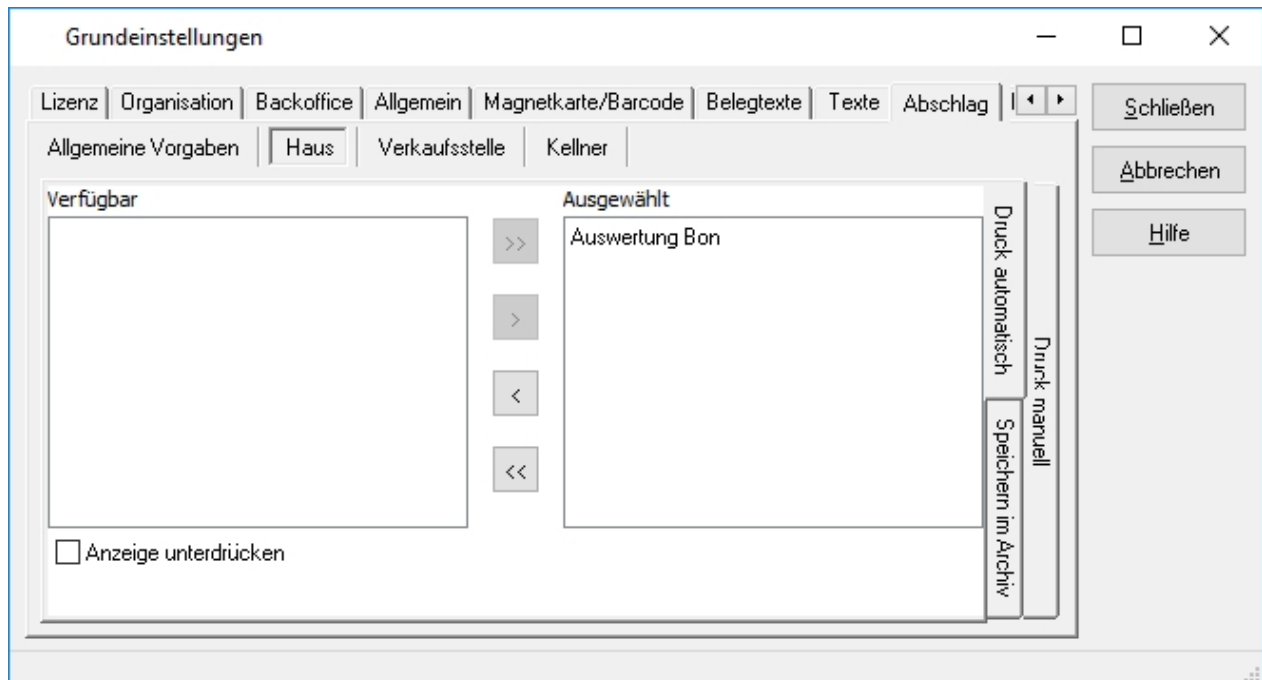 Grundeinstellungen
Lizenz Organisation Backoffice Allgemein Magnetkarte/Barcode Belegtexte Texte Abschlag
Schließen
Allgemeine Vorgaben Haus Verkaufsstelle Kellner
Abbrechen
Verfügbar
Ausgewählt
Hilfe
>>
Auswertung Bon
>
<
<<
Anzeige unterdrücken
Druck automatisch
Speichern im Archiv
Druck manuell